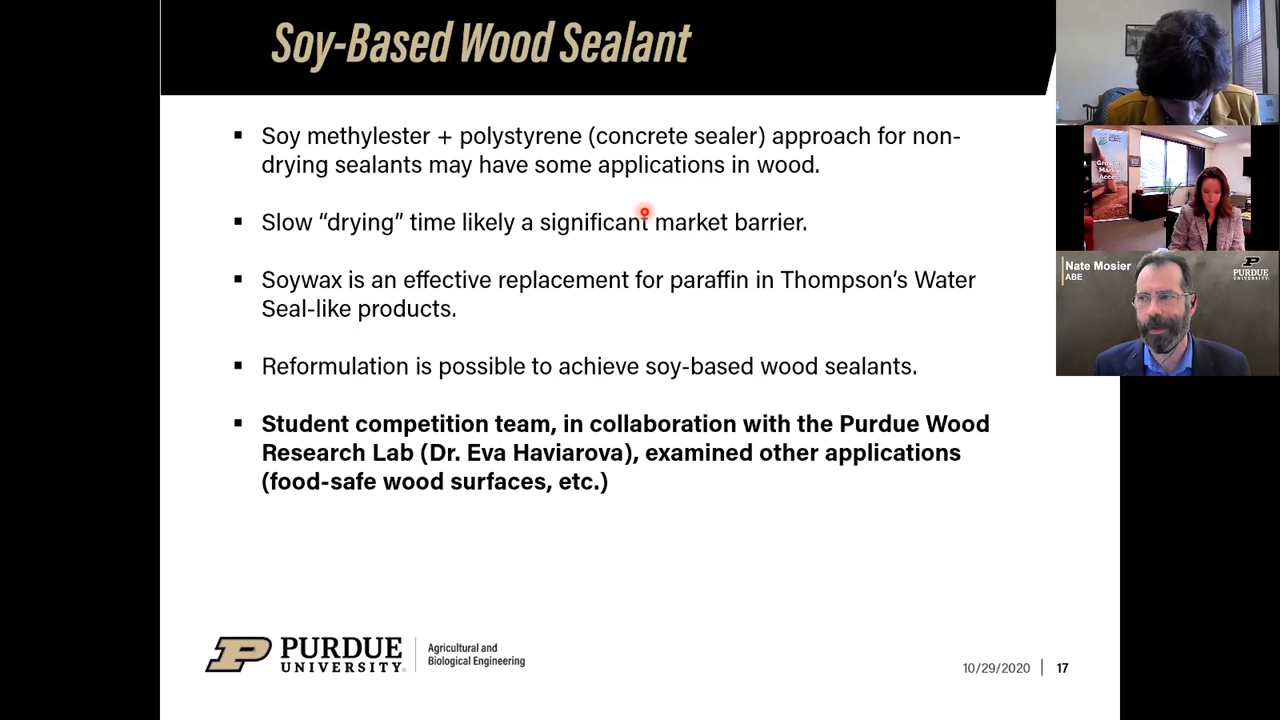 Soy-Based Wood Sealant
▪ Soy methylester + polystyrene (concrete sealer) approach for non-
drying sealants may have some applications in wood.
▪ Slow “drying” time likely a significant market barrier.
▪ Soywax is an effective replacement for paraffin in Thompson’s Water
Seal-like products.
▪ Reformulation is possible to achieve soy-based wood sealants.
▪ Student competition team, in collaboration with the Purdue Wood
Research Lab (Dr. Eva Haviarova), examined other applications
(food-safe wood surfaces, etc.)
PURDUE
UNIVERSITY
Agricultural and
Biological Engineering
10/29/2020 | 17
Market
Access
Nate Mosier
ABE
PURDUE
UNIVERSITY